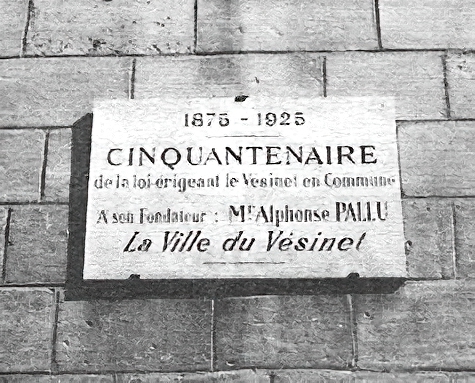 1875 - 1925
CINQUANTENAIRE
de la loi érigeant le Vésinet en Commune
A son Fondateur : Mr Alphonse PALLU
La Ville du Vésinet